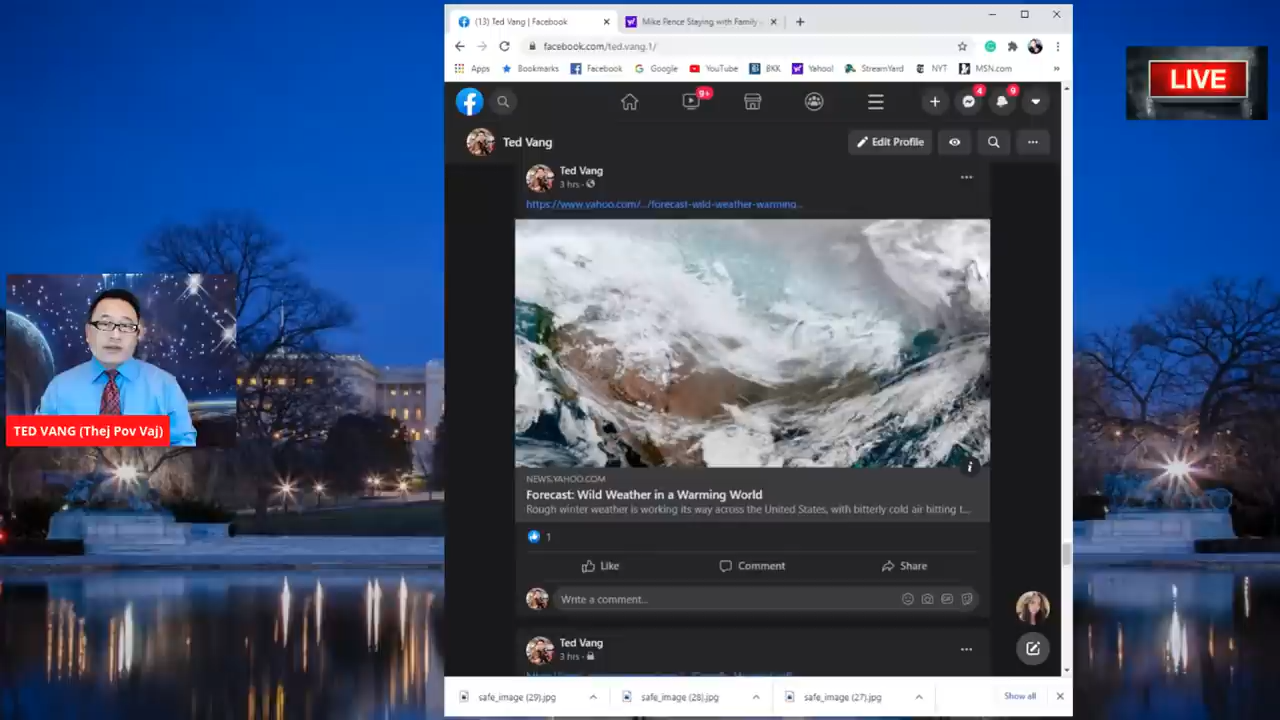 (13) Ted Vang | Facebook
Mike Pence Staying with Family
facebook.com/ted.vang.1/
Apps Bookmarks Facebook Google YouTube BKK Yahoo! StreamYard NYT MSN.com »
LIVE
9+
4
9
Ted Vang
Edit Profile
Ted Vang
3 hrs
https://www.yahoo.com/.../forecast-wild-weather-warming...
NEWS.YAHOO.COM
Forecast: Wild Weather in a Warming World
Rough winter weather is working its way across the United States, with bitterly cold air hitting t...
1
Like Comment Share
Write a comment...
GIF
TED VANG (Thej Pov Vaj)
Ted Vang
3 hrs
safe_image (29).jpg
safe_image (28).jpg
safe_image (27).jpg
Show all